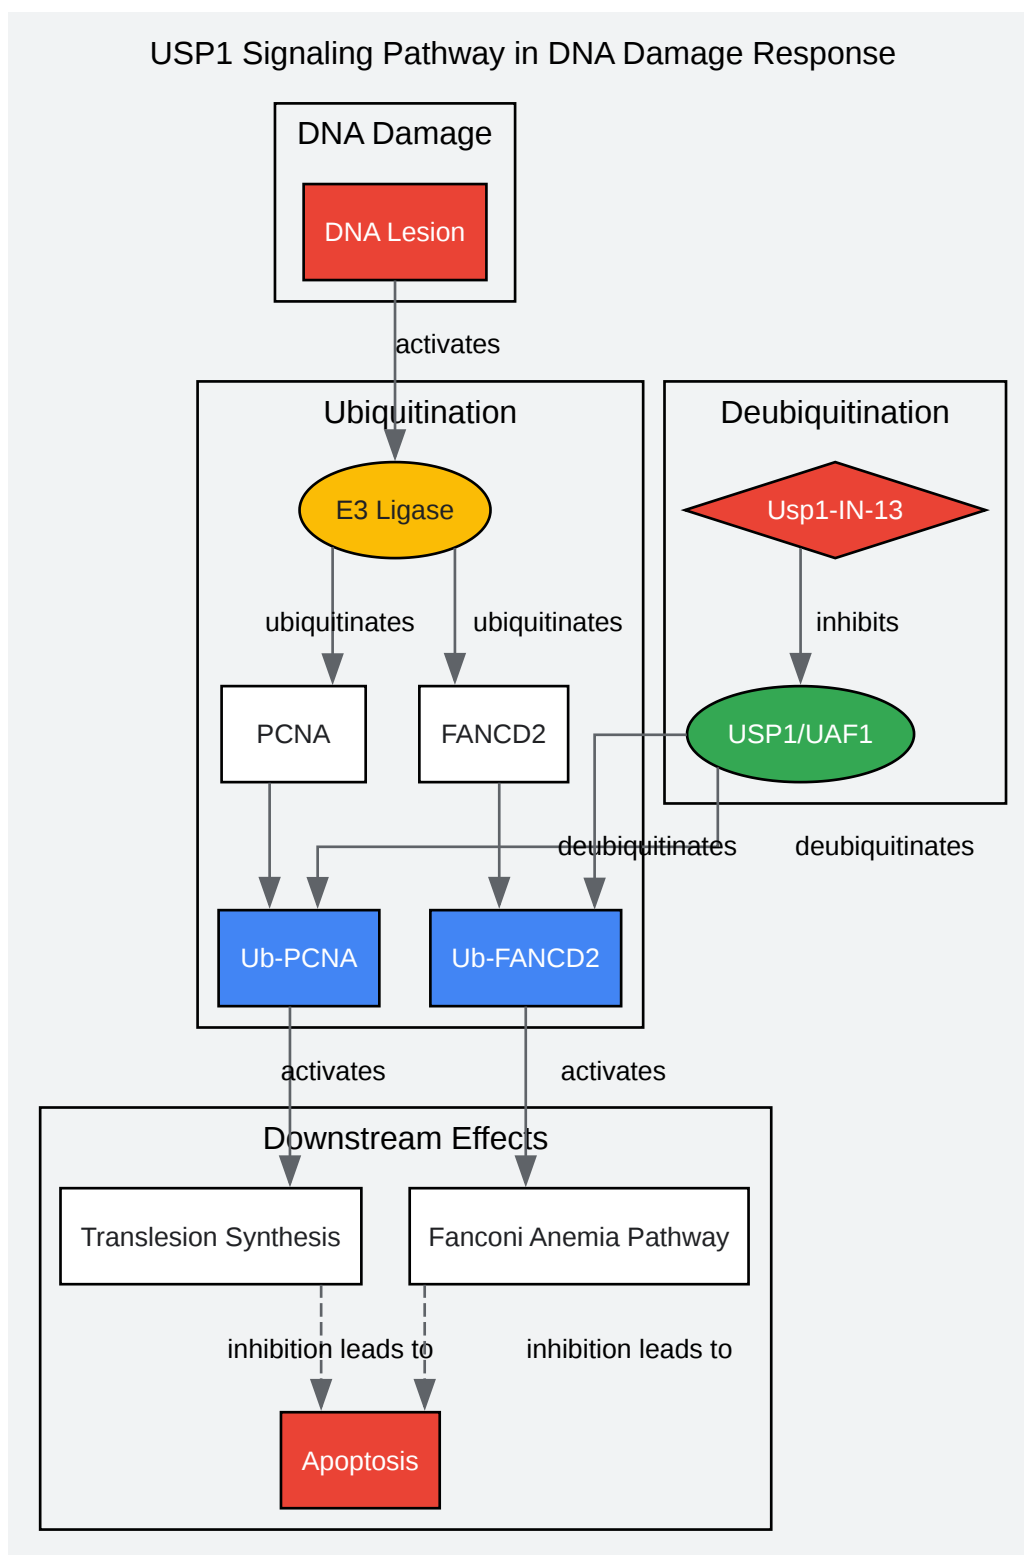 USP1 Signaling Pathway in DNA Damage Response
DNA Damage
DNA Lesion
activates
Ubiquitination
Deubiquitination
E3 Ligase
Usp1-IN-13
ubiquitinates
ubiquitinates
inhibits
PCNA
FANCD2
USP1/UAF1
deubiquitinates
deubiquitinates
Ub-PCNA
Ub-FANCD2
activates
activates
Downstream Effects
Translesion Synthesis
Fanconi Anemia Pathway
inhibition leads to
inhibition leads to
Apoptosis